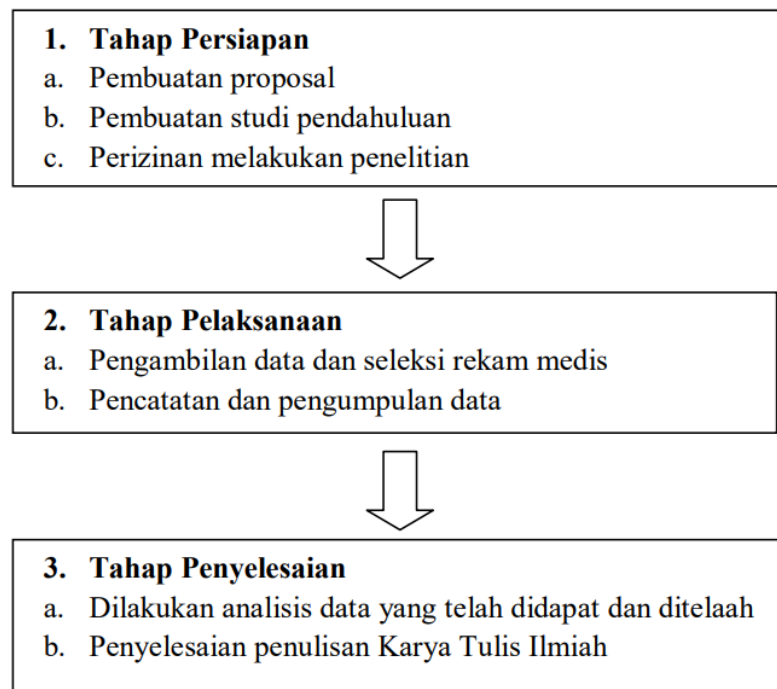 1. Tahap Persiapan
a. Pembuatan proposal
b. Pembuatan studi pendahuluan
c. Perizinan melakukan penelitian
2. Tahap Pelaksanaan
a. Pengambilan data dan seleksi rekam medis
b. Pencatatan dan pengumpulan data
3. Tahap Penyelesaian
a. Dilakukan analisis data yang telah didapat dan ditelaah
b. Penyelesaian penulisan Karya Tulis Ilmiah